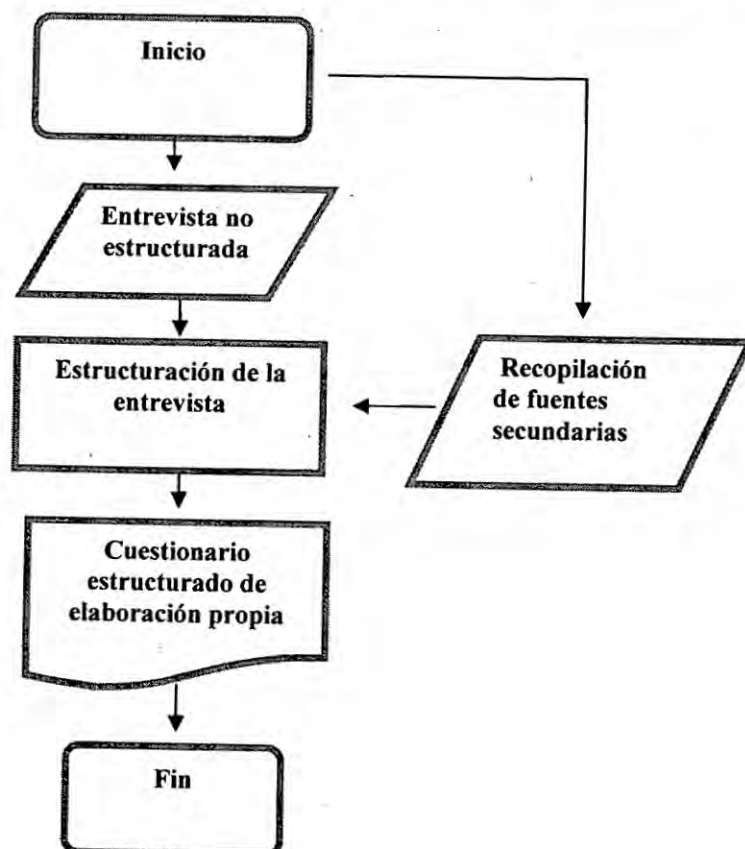 Inicio
Entrevista no
estructurada
Estructuración de la
entrevista
Recopilación
de fuentes
secundarias
Cuestionario
estructurado de
elaboración propia
Fin